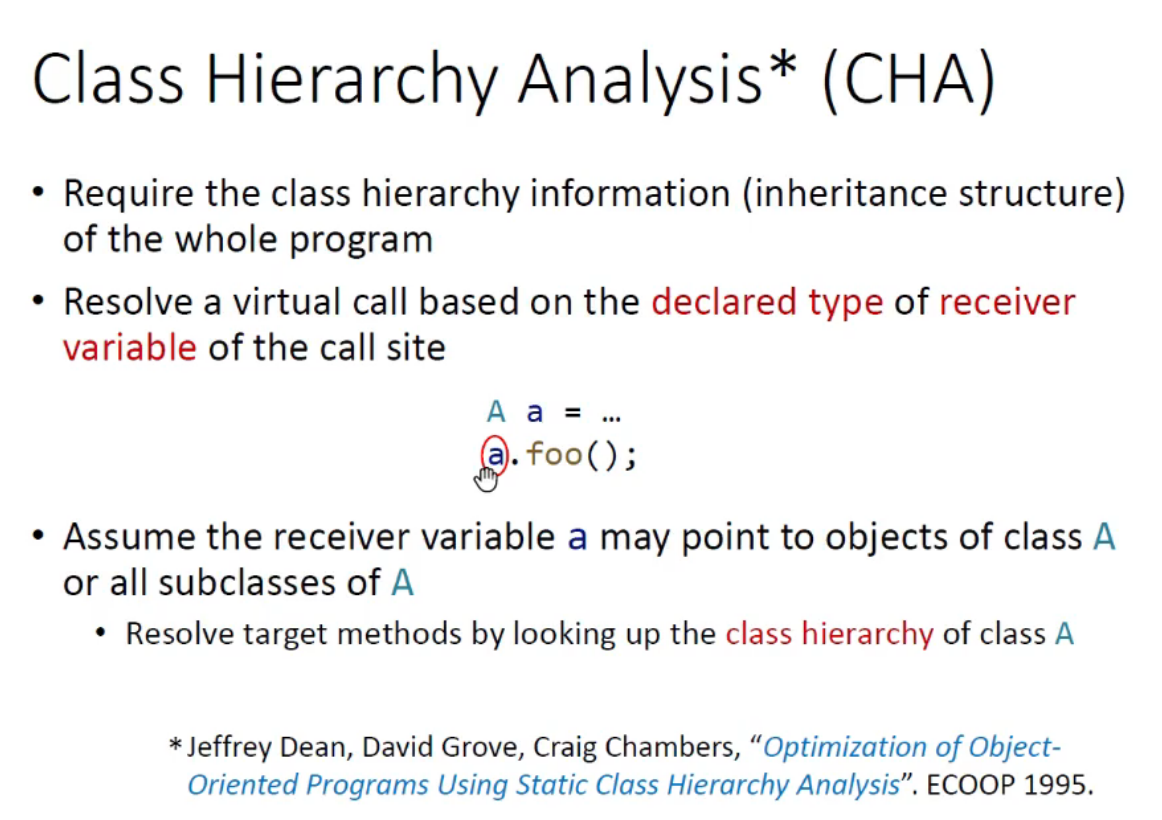 Class Hierarchy Analysis* (CHA)
• Require the class hierarchy information (inheritance structure)
of the whole program
• Resolve a virtual call based on the declared type of receiver
variable of the call site
A a = …
a.foo();
• Assume the receiver variable a may point to objects of class A
or all subclasses of A
• Resolve target methods by looking up the class hierarchy of class A
* Jeffrey Dean, David Grove, Craig Chambers, “Optimization of Object-
Oriented Programs Using Static Class Hierarchy Analysis”. ECOOP 1995.